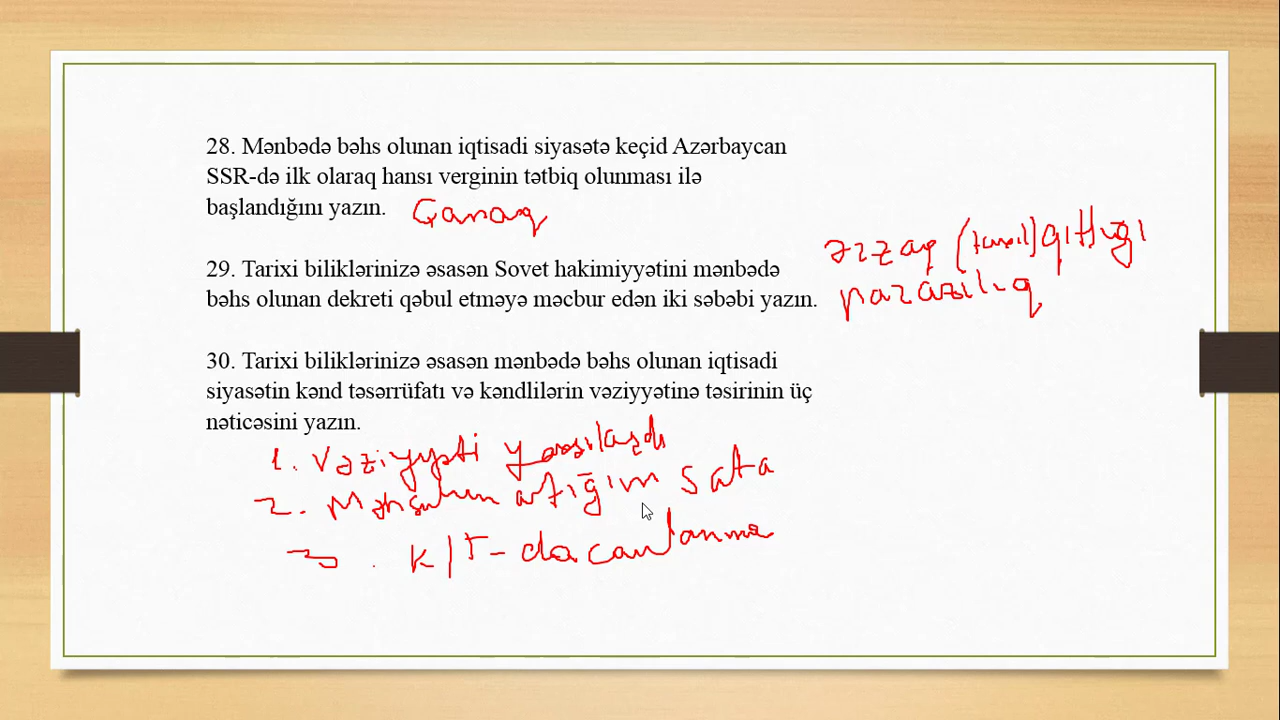 28. Mənbədə bəhs olunan iqtisadi siyasətə keçid Azərbaycan
SSR-də ilk olaraq hansı verginin tətbiq olunması ilə
başlandığını yazın. Qənaq
29. Tarixi biliklərinizə əsasən Sovet hakimiyyətini mənbədə
bəhs olunan dekreti qəbul etməyə məcbur edən iki səbəbi yazın.
ərzaq (taxıl) qıtlığı
narazılıq
30. Tarixi biliklərinizə əsasən mənbədə bəhs olunan iqtisadi
siyasətin kənd təsərrüfatı və kəndlilərin vəziyyətinə təsirinin üç
nəticəsini yazın.
1. Vəziyyəti yaxşılaşdı
2. Məhsulun artığını sata
3. K/T-da canlanma